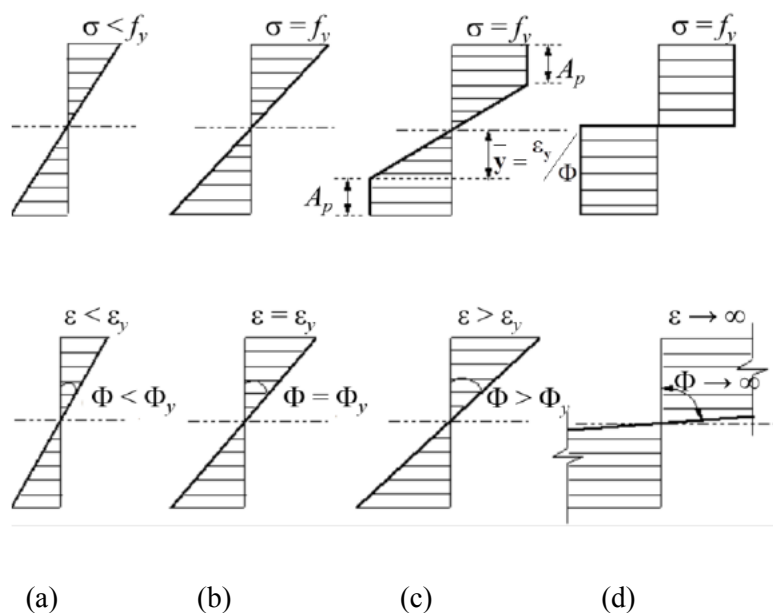 σ < f_y σ = f_y σ = f_y σ = f_y
A_p
ȳ = ε_y/Φ
A_p
ε < ε_y ε = ε_y ε > ε_y ε → ∞
Φ < Φ_y Φ = Φ_y Φ > Φ_y Φ → ∞
(a) (b) (c) (d)